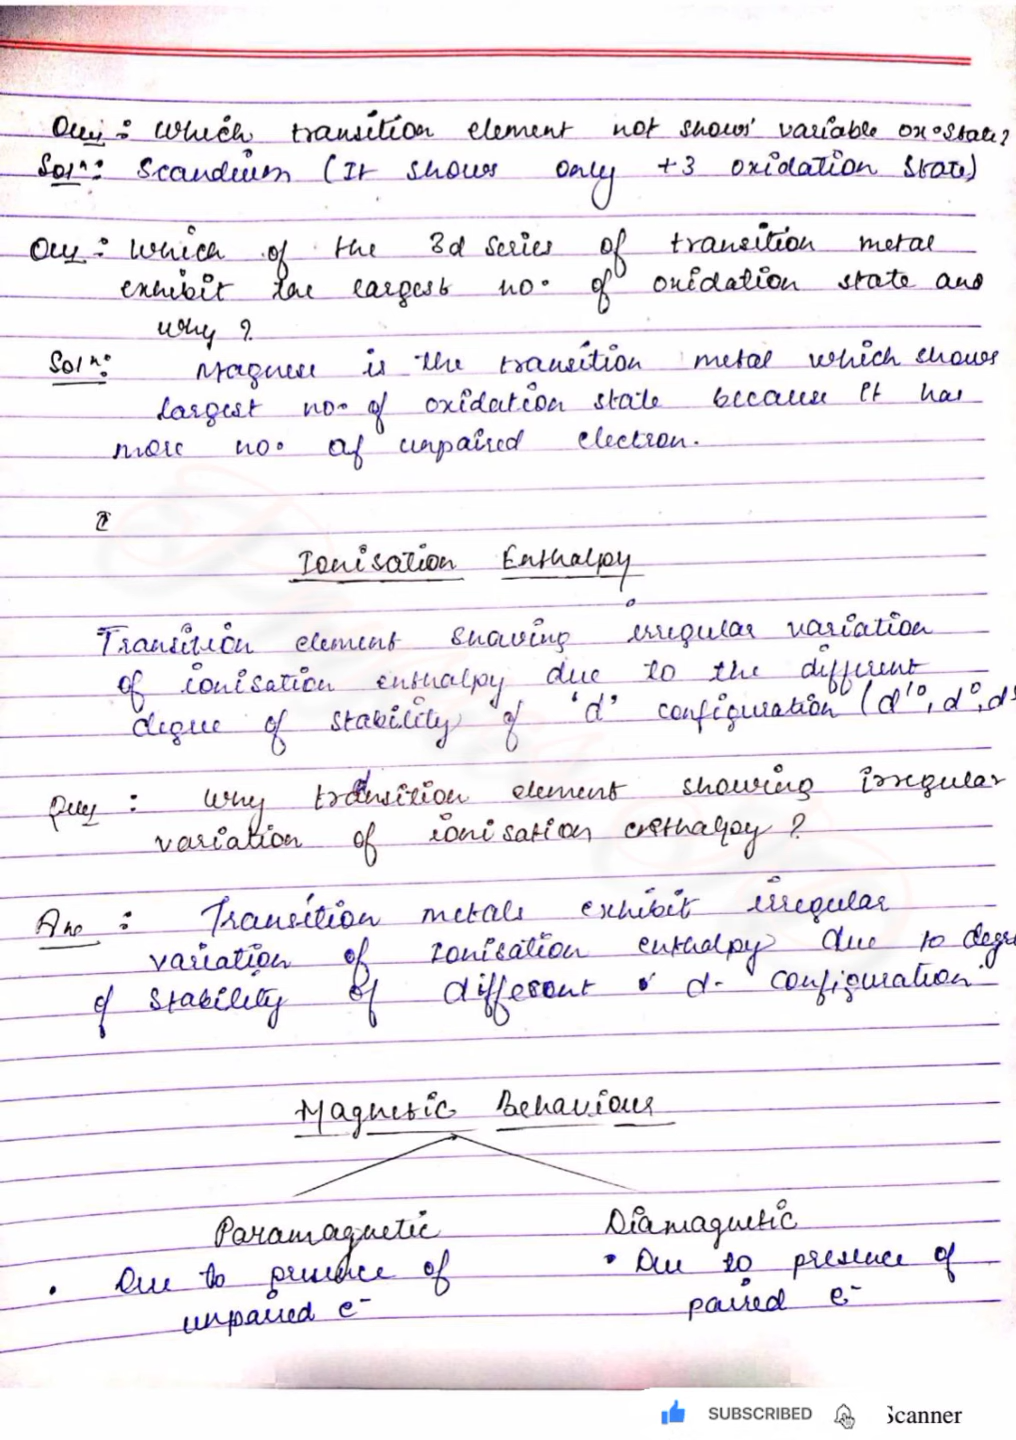 Ques : Which transition element not shows variable ox. State?
Solⁿ: Scandium (It shows only +3 oxidation State)
Ques : Which of the 3d series of transition metal
exhibit the largest no. of oxidation state and
why ?
Solⁿ: Magnese is the transition metal which shows
largest no. of oxidation state because it has
more no. of unpaired electron.
Ionisation Enthalpy
Transition element showing irregular variation
of ionisation enthalpy due to the different
degree of stability of 'd' configuration (d¹⁰, d⁰, d⁵
Ques : Why transition element showing irregular
variation of ionisation enthalpy ?
Ans : Transition metals exhibit irregular
variation of Ionisation enthalpy due to degr
of stability of different d- configuration.
Magnetic Behaviour
Paramagnetic Diamagnetic
• Due to presence of • Due to presence of
unpaired e⁻ paired e⁻
SUBSCRIBED Scanner